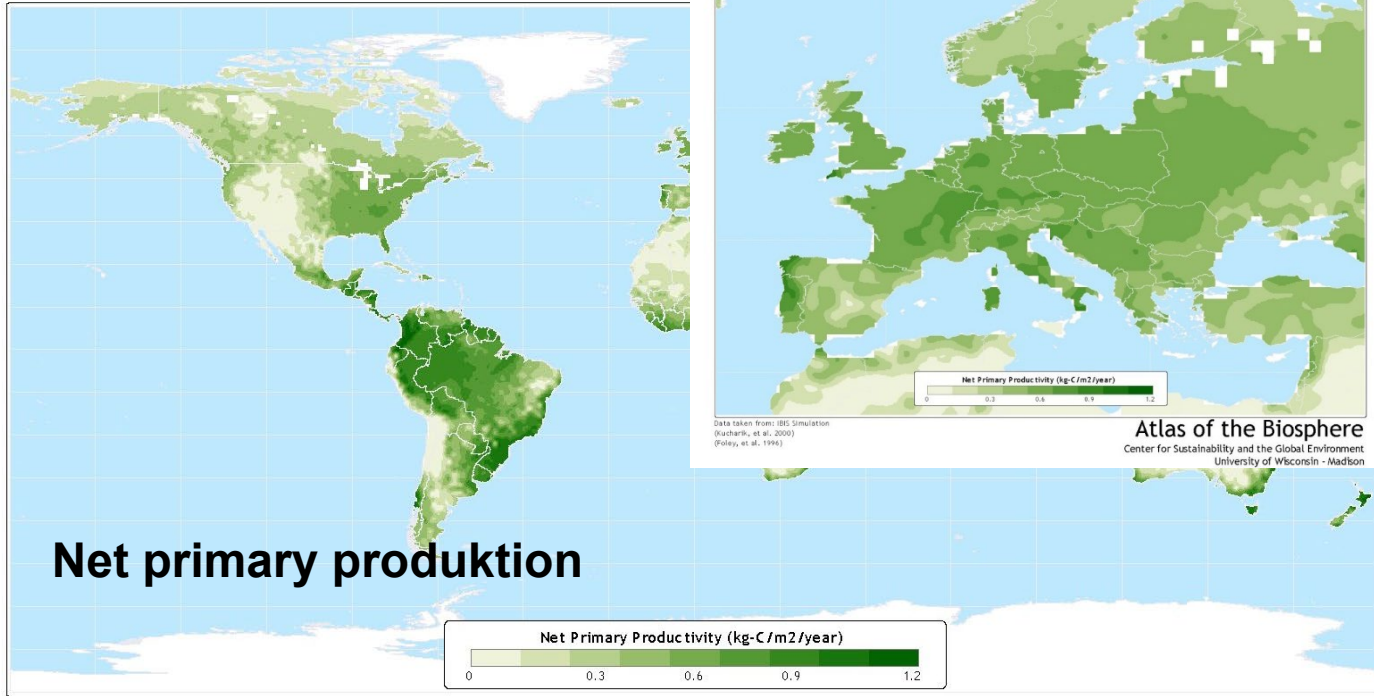 Net Primary Productivity (kg-C/m2/year)
0 0.3 0.6 0.9 1.2
Data taken from: IBIS Simulation
(Kucharik, et al. 2000)
(Foley, et al. 1996)
Atlas of the Biosphere
Center for Sustainability and the Global Environment
University of Wisconsin - Madison
Net primary produktion
Net Primary Productivity (kg-C/m2/year)
0 0.3 0.6 0.9 1.2